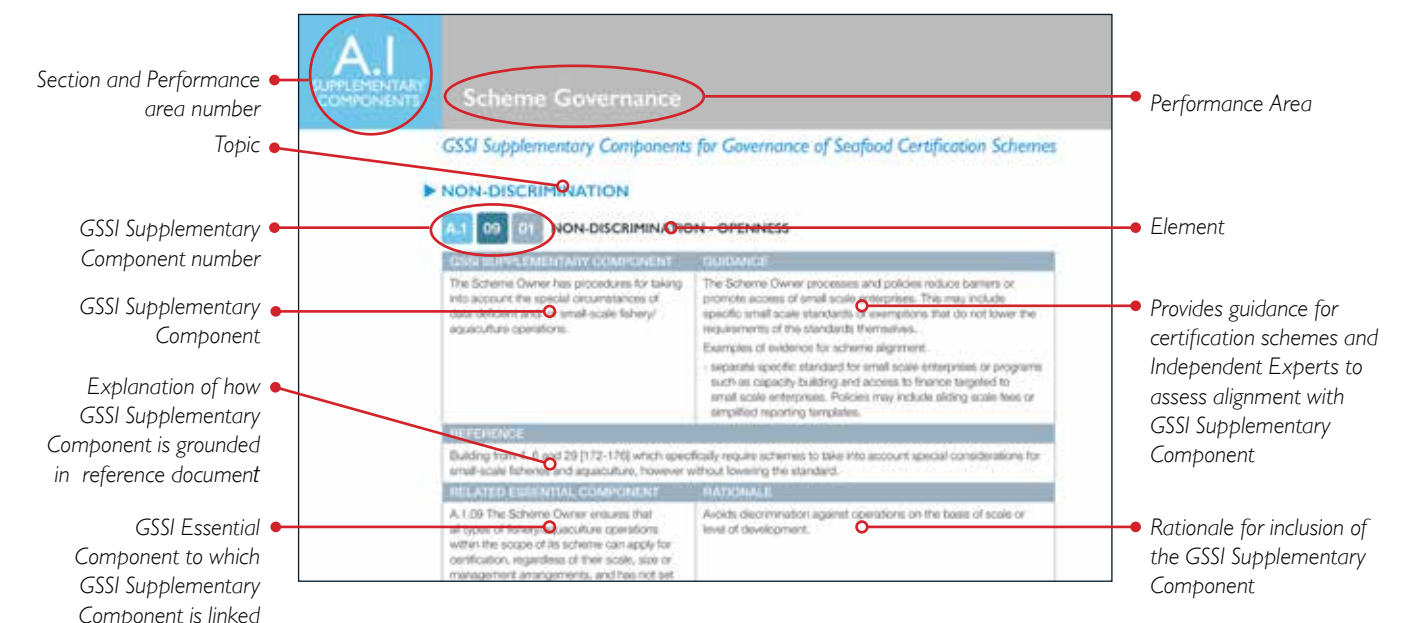 Section and Performance
area number
Topic
GSSI Supplementary
Component number
GSSI Supplementary
Component
Explanation of how
GSSI Supplementary
Component is grounded
in reference document
GSSI Essential
Component to which
GSSI Supplementary
Component is linked
A.I
SUPPLEMENTARY
COMPONENTS
Scheme Governance
GSSI Supplementary Components for Governance of Seafood Certification Schemes
NON-DISCRIMINATION
A.1 09 01 NON-DISCRIMINATION - OPENNESS
GSSI SUPPLEMENTARY COMPONENT
The Scheme Owner has procedures for taking
into account the special circumstances of
data deficient and/or small-scale fishery/
aquaculture operations.
GUIDANCE
The Scheme Owner processes and policies reduce barriers or
promote access of small scale enterprises. This may include
specific small scale standards or exemptions that do not lower the
requirements of the standards themselves.
Examples of evidence for scheme alignment
- separate specific standard for small scale enterprises or programs
such as capacity building and access to finance targeted to
small scale enterprises. Policies may include sliding scale fees or
simplified reporting templates.
REFERENCE
Building from 6 and 29 [172-176] which specifically require schemes to take into account special considerations for
small-scale fisheries and aquaculture, however without lowering the standard.
RELATED ESSENTIAL COMPONENT
A.1.09 The Scheme Owner ensures that
all types of fishery/aquaculture operations
within the scope of its scheme can apply for
certification, regardless of their scale, size or
management arrangements, and has not set
RATIONALE
Avoids discrimination against operations on the basis of scale or
level of development.
Performance Area
Element
Provides guidance for
certification schemes and
Independent Experts to
assess alignment with
GSSI Supplementary
Component
Rationale for inclusion of
the GSSI Supplementary
Component